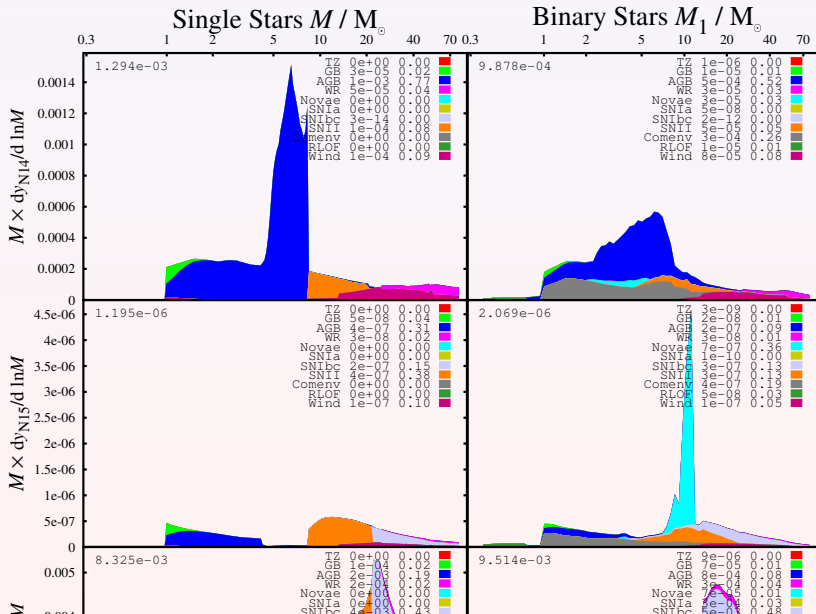 Single Stars M / M⊙
Binary Stars M1 / M⊙
0.3 1 2 5 10 20 40 70 0.3 1 2 5 10 20 40 70
M × dyN14/d lnM
0.0014
0.0012
0.001
0.0008
0.0006
0.0004
0.0002
0
1.294e-03
TZ 0e+00 0.00
GB 3e-05 0.02
AGB 1e-03 0.77
WR 5e-05 0.04
Novae 0e+00 0.00
SNIa 0e+00 0.00
SNIbc 3e-14 0.00
SNII 1e-04 0.08
Comenv 0e+00 0.00
RLOF 0e+00 0.00
Wind 1e-04 0.09
9.878e-04
TZ 1e-06 0.00
GB 1e-05 0.01
AGB 5e-04 0.52
WR 3e-05 0.03
Novae 3e-05 0.03
SNIa 5e-08 0.00
SNIbc 2e-12 0.00
SNII 5e-05 0.05
Comenv 3e-04 0.26
RLOF 1e-05 0.01
Wind 8e-05 0.08
M × dyN15/d lnM
4.5e-06
4e-06
3.5e-06
3e-06
2.5e-06
2e-06
1.5e-06
1e-06
5e-07
0
1.195e-06
TZ 0e+00 0.00
GB 5e-08 0.04
AGB 4e-07 0.31
WR 3e-08 0.02
Novae 0e+00 0.00
SNIa 0e+00 0.00
SNIbc 2e-07 0.15
SNII 4e-07 0.38
Comenv 0e+00 0.00
RLOF 0e+00 0.00
Wind 1e-07 0.10
2.069e-06
TZ 3e-09 0.00
GB 2e-08 0.01
AGB 2e-07 0.09
WR 3e-08 0.01
Novae 7e-07 0.36
SNIa 1e-10 0.00
SNIbc 3e-07 0.13
SNII 3e-07 0.13
Comenv 4e-07 0.19
RLOF 5e-08 0.03
Wind 1e-07 0.05
0.005
8.325e-03
TZ 0e+00 0.00
GB 1e-04 0.02
AGB 2e-03 0.19
WR 2e-04 0.02
Novae 0e+00 0.00
SNIa 0e+00 0.00
9.514e-03
TZ 9e-06 0.00
GB 7e-05 0.01
AGB 8e-04 0.08
WR 3e-04 0.04